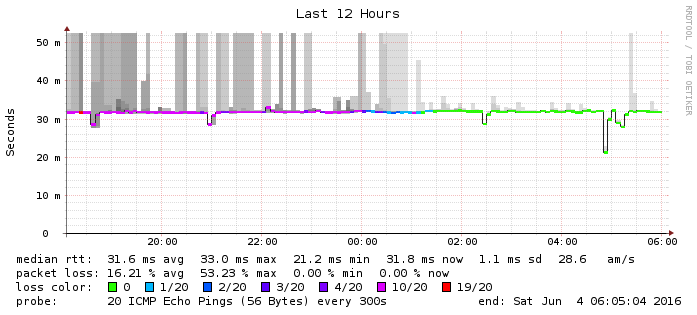 Last 12 Hours
RRDTOOL / TOBI OETIKER
Seconds
50 m
40 m
30 m
20 m
10 m
0
20:00 22:00 00:00 02:00 04:00 06:00
median rtt: 31.6 ms avg 33.0 ms max 21.2 ms min 31.8 ms now 1.1 ms sd 28.6 am/s
packet loss: 16.21 % avg 53.23 % max 0.00 % min 0.00 % now
loss color: 0 1/20 2/20 3/20 4/20 10/20 19/20
probe: 20 ICMP Echo Pings (56 Bytes) every 300s end: Sat Jun 4 06:05:04 2016